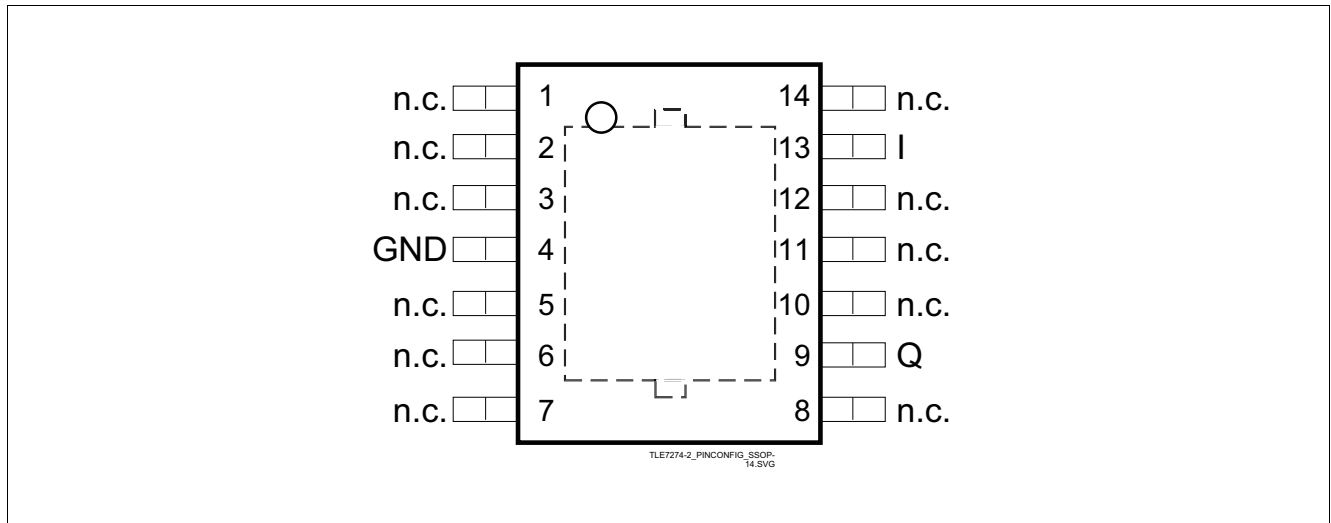 n.c. 1 14 n.c.
n.c. 2 13 I
n.c. 3 12 n.c.
GND 4 11 n.c.
n.c. 5 10 n.c.
n.c. 6 9 Q
n.c. 7 8 n.c.
TLE7274-2_PINCONFIG_SSOP-
14.SVG